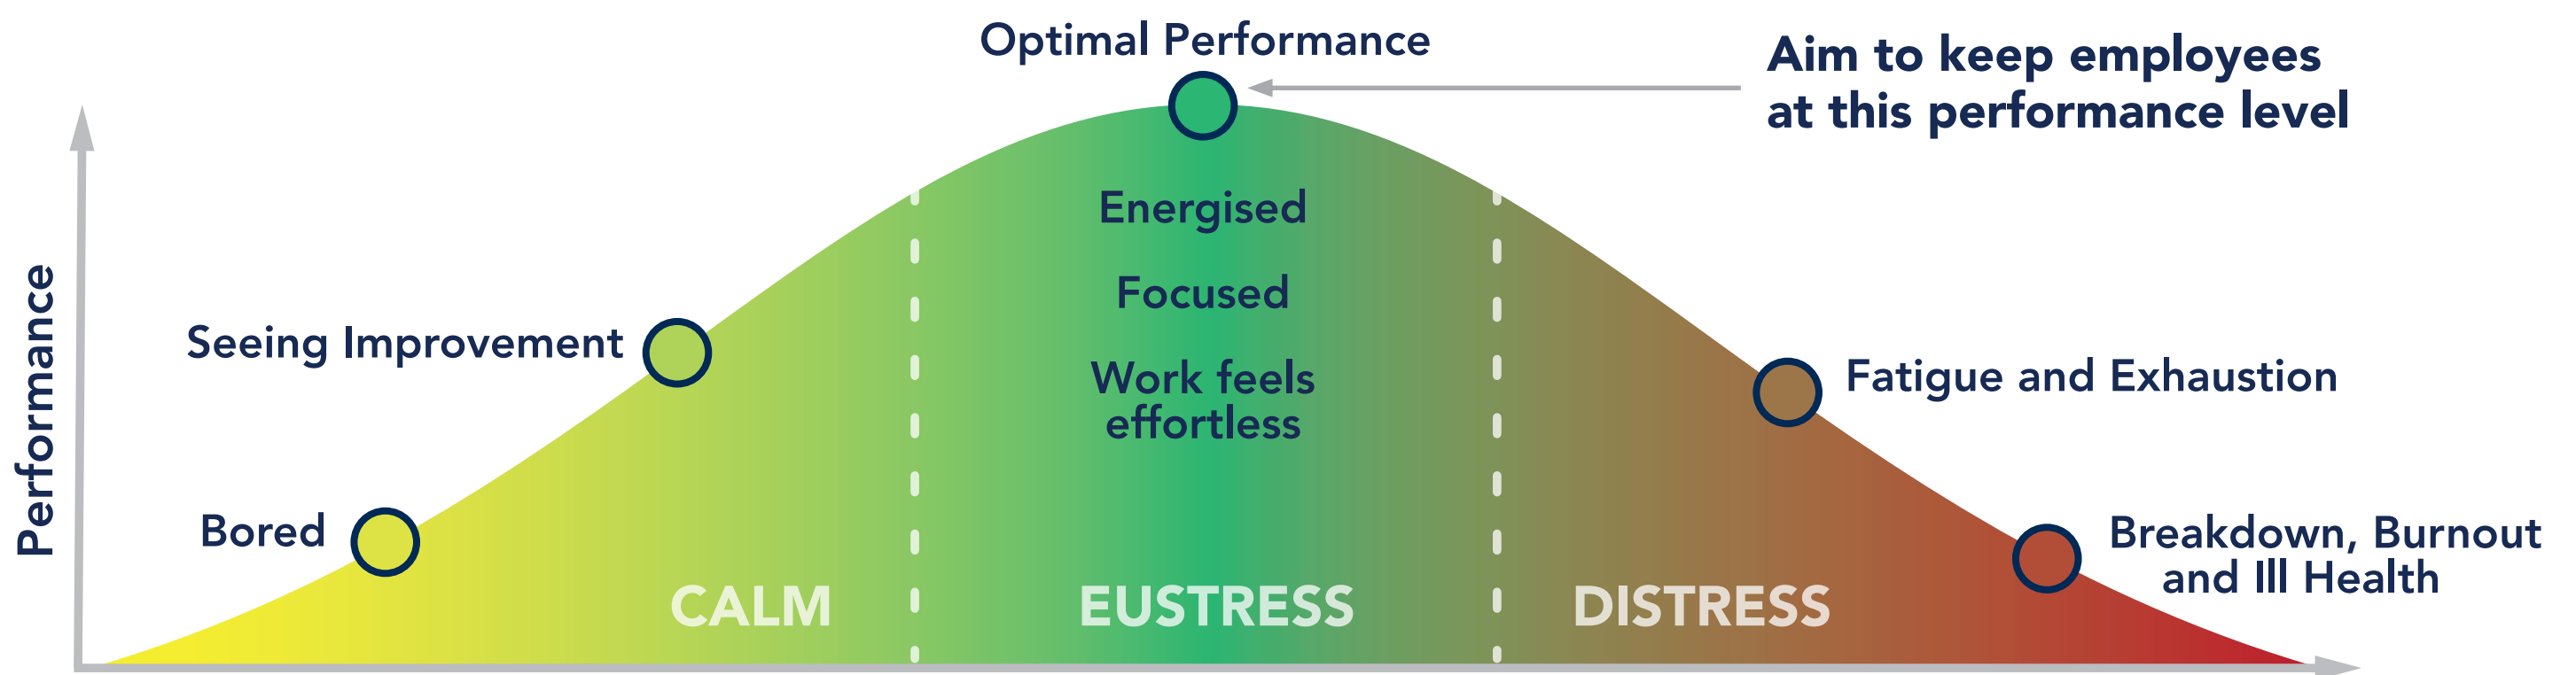 Optimal Performance
Aim to keep employees
at this performance level
Performance
Energised
Focused
Work feels
effortless
Seeing Improvement
Fatigue and Exhaustion
Bored
Breakdown, Burnout
and Ill Health
CALM
EUSTRESS
DISTRESS